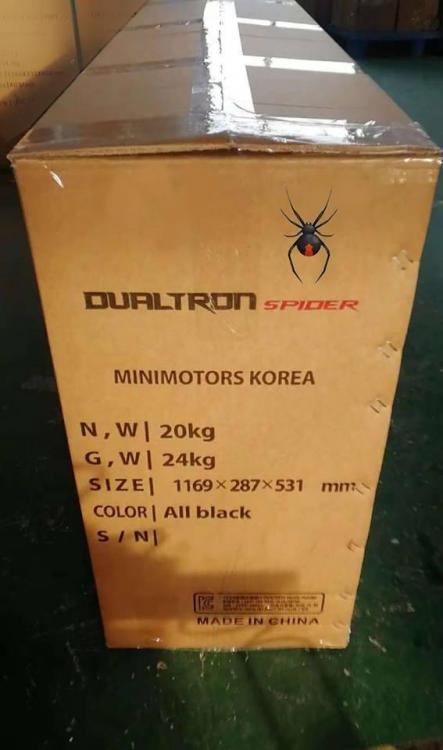 DUALTRON SPIDER
MINIMOTORS KOREA
N , W | 20kg
G , W | 24kg
SIZE | 1169×287×531 mm
COLOR | All black
S / N |
MADE IN CHINA